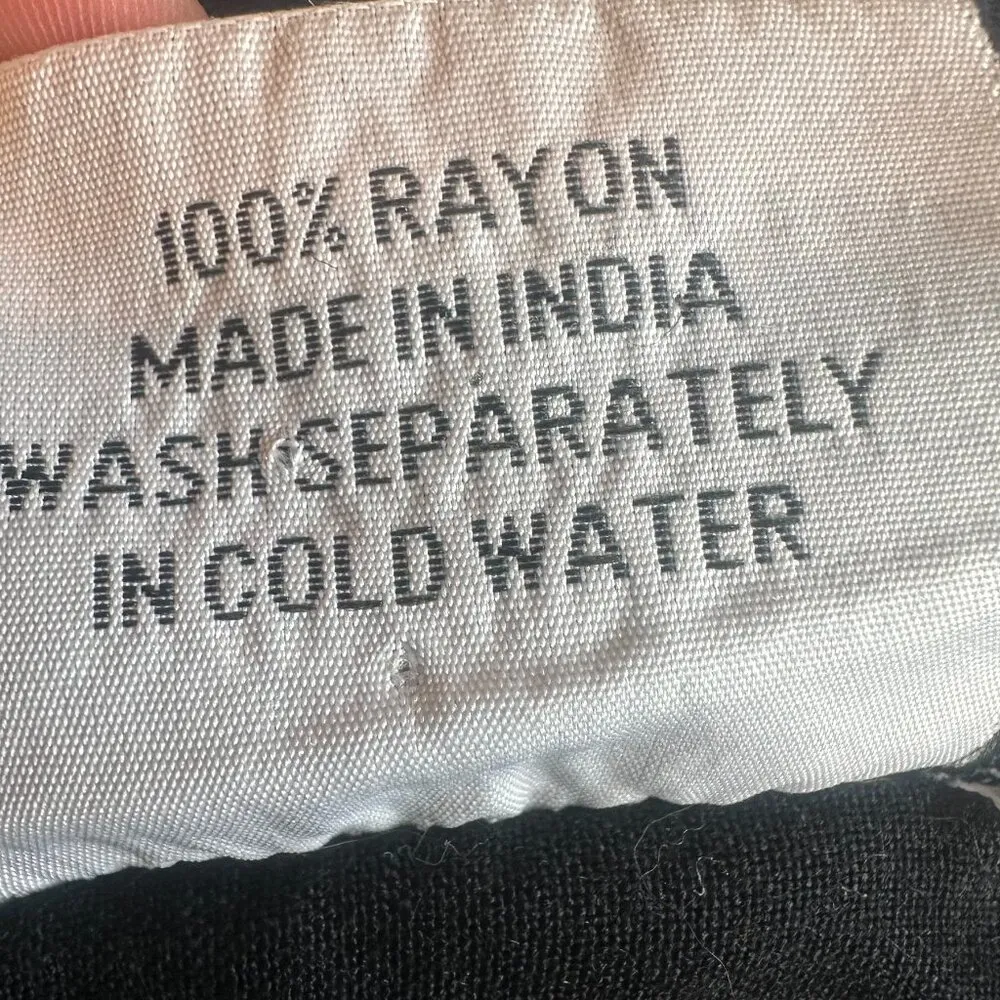 100% RAYON
MADE IN INDIA
WASH SEPARATELY
IN COLD WATER